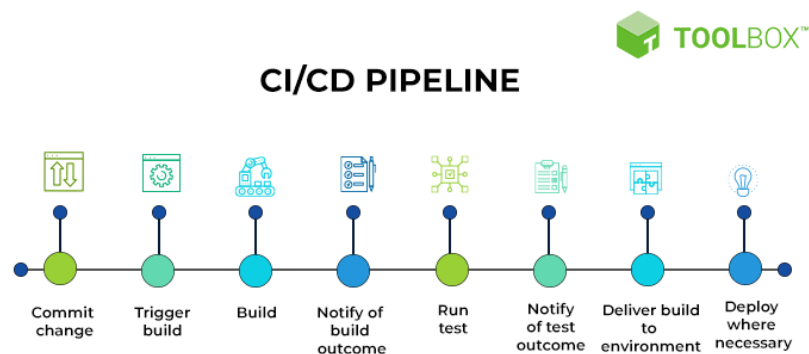 TOOLBOX™
CI/CD PIPELINE
Commit
change
Trigger
build
Build
Notify of
build
outcome
Run
test
Notify
of test
outcome
Deliver build
to
environment
Deploy
where
necessary